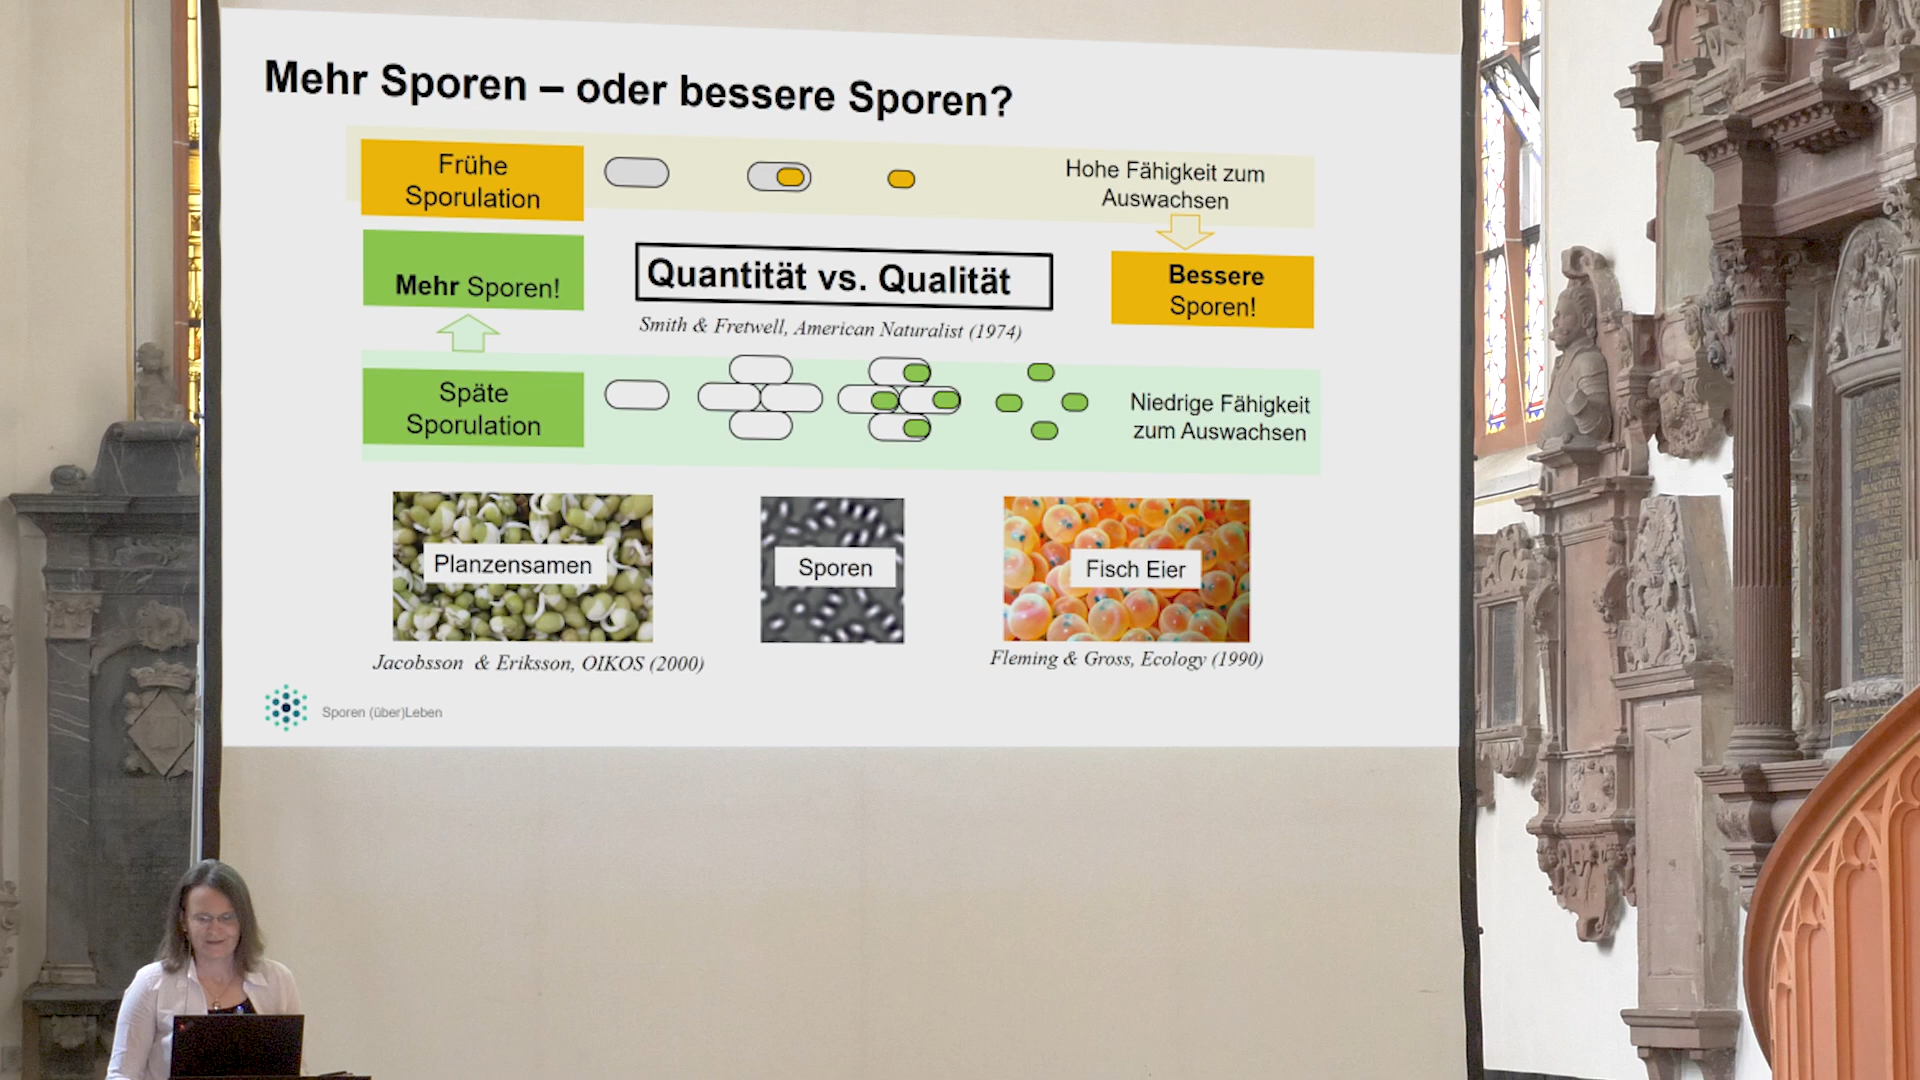 Mehr Sporen – oder bessere Sporen?
Frühe
Sporulation
Hohe Fähigkeit zum
Auswachsen
Mehr Sporen!
Quantität vs. Qualität
Smith & Fretwell, American Naturalist (1974)
Bessere
Sporen!
Späte
Sporulation
Niedrige Fähigkeit
zum Auswachsen
Planzensamen
Sporen
Fisch Eier
Jacobsson & Eriksson, OIKOS (2000)
Fleming & Gross, Ecology (1990)
Sporen (über)Leben